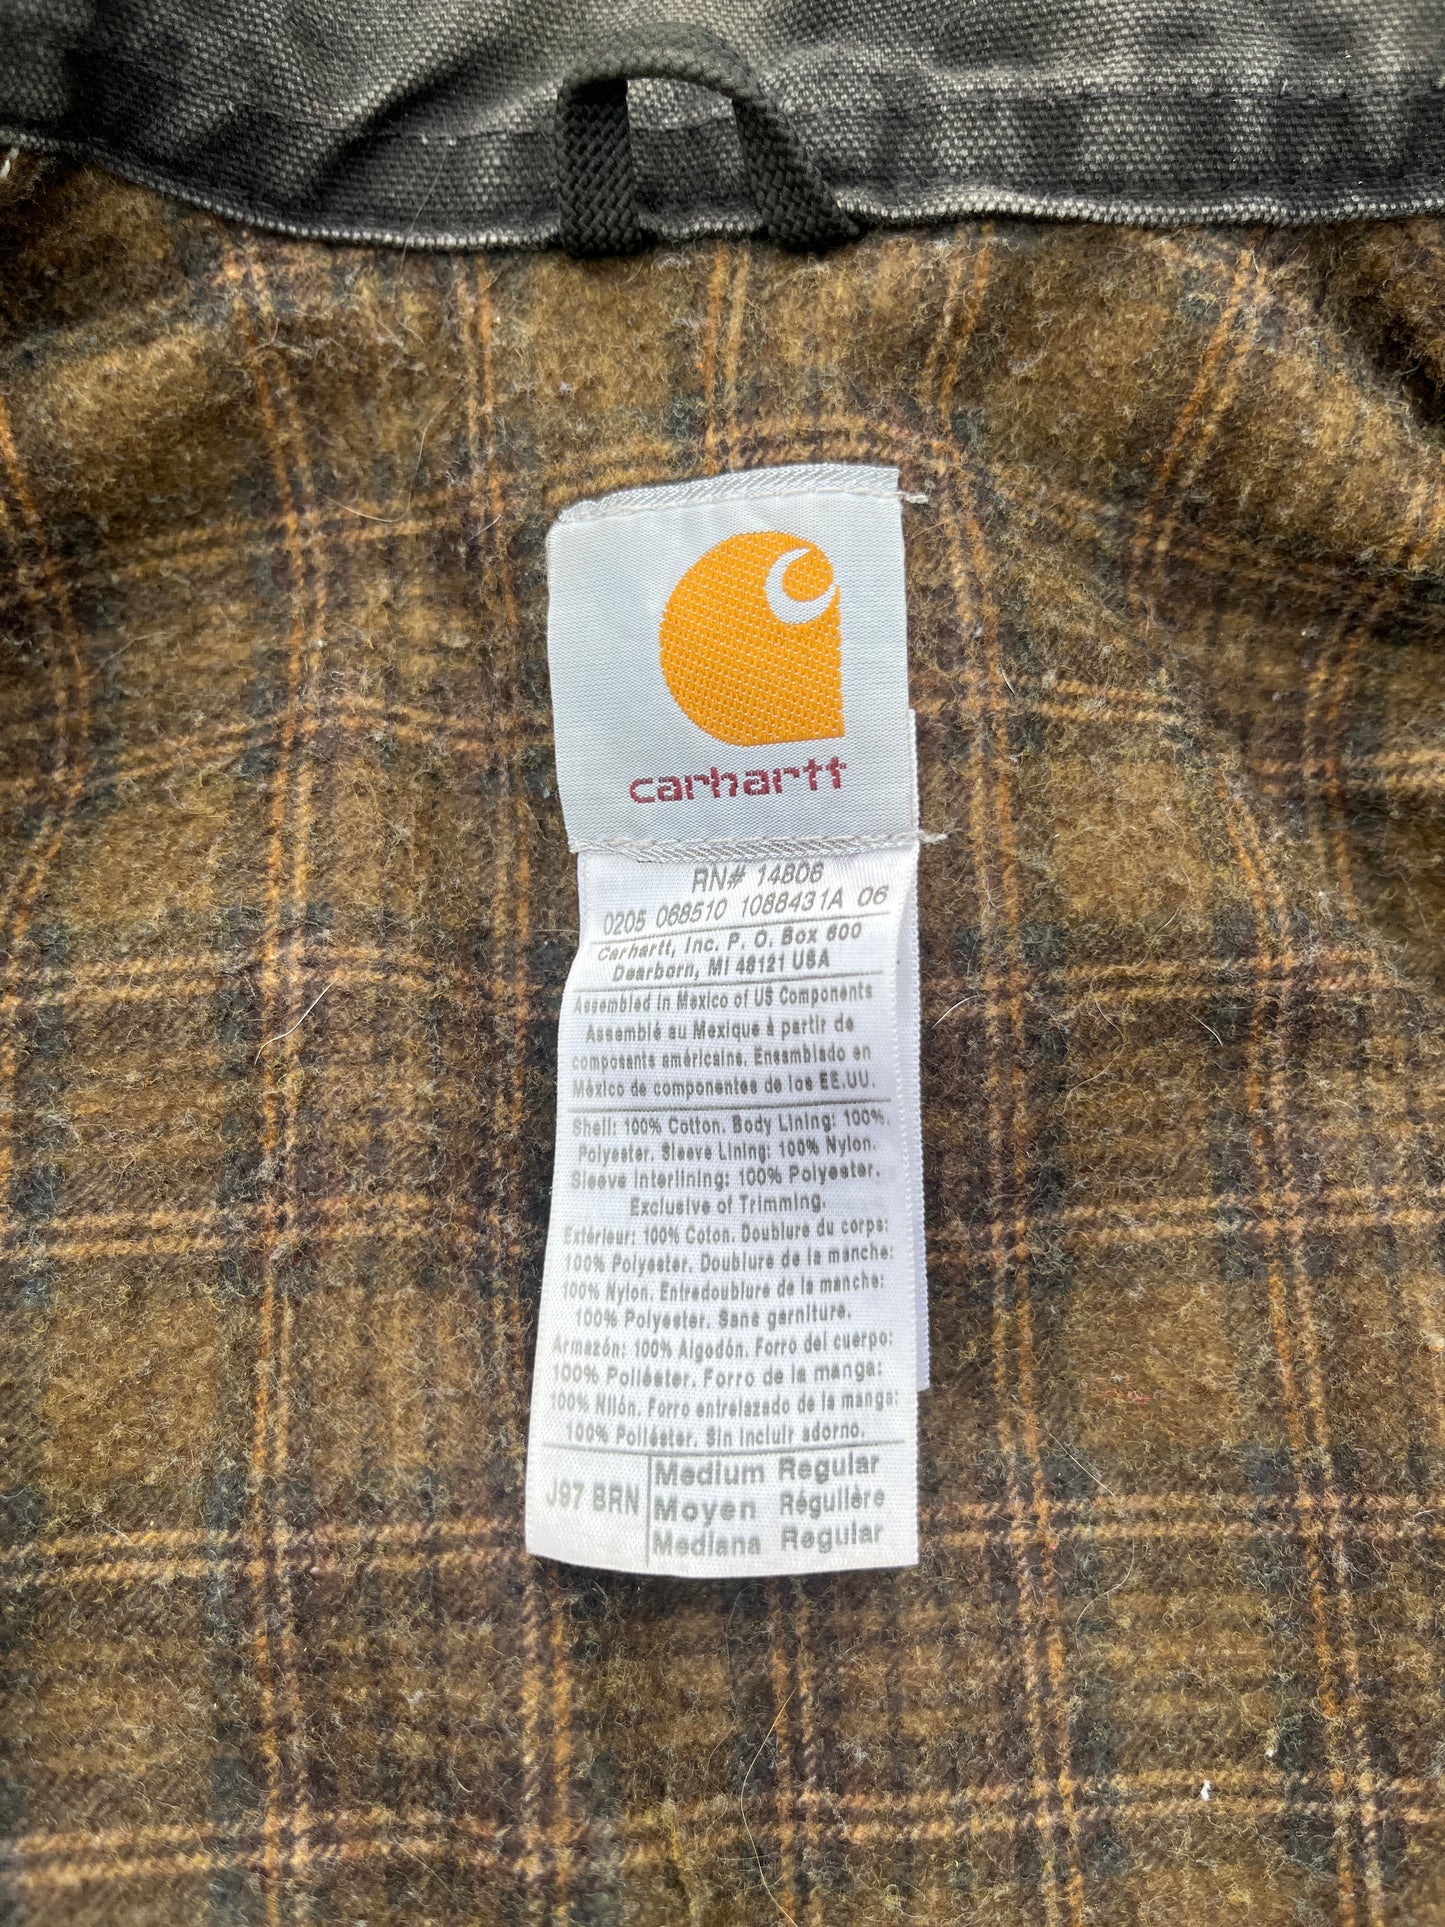 carhartt
RN# 14806
0205 068510 1088431A 06
Carhartt, Inc. P. O. Box 600
Dearborn, MI 48121 USA
Assembled in Mexico of US Components
Assemblé au Mexique à partir de
composants américains. Ensamblado en
México de componentes de los EE.UU.
Shell: 100% Cotton. Body Lining: 100%
Polyester. Sleeve Lining: 100% Nylon.
Sleeve Interlining: 100% Polyester.
Exclusive of Trimming.
Extérieur: 100% Coton. Doublure du corps:
100% Polyester. Doublure de la manche:
100% Nylon. Entredoublure de la manche:
100% Polyester. Sans garniture.
Armazón: 100% Algodón. Forro del cuerpo:
100% Poliéster. Forro de la manga:
100% Nilón. Forro entrelazado de la manga:
100% Poliéster. Sin incluir adorno.
J97 BRN
Medium Regular
Moyen Régulière
Mediana Regular